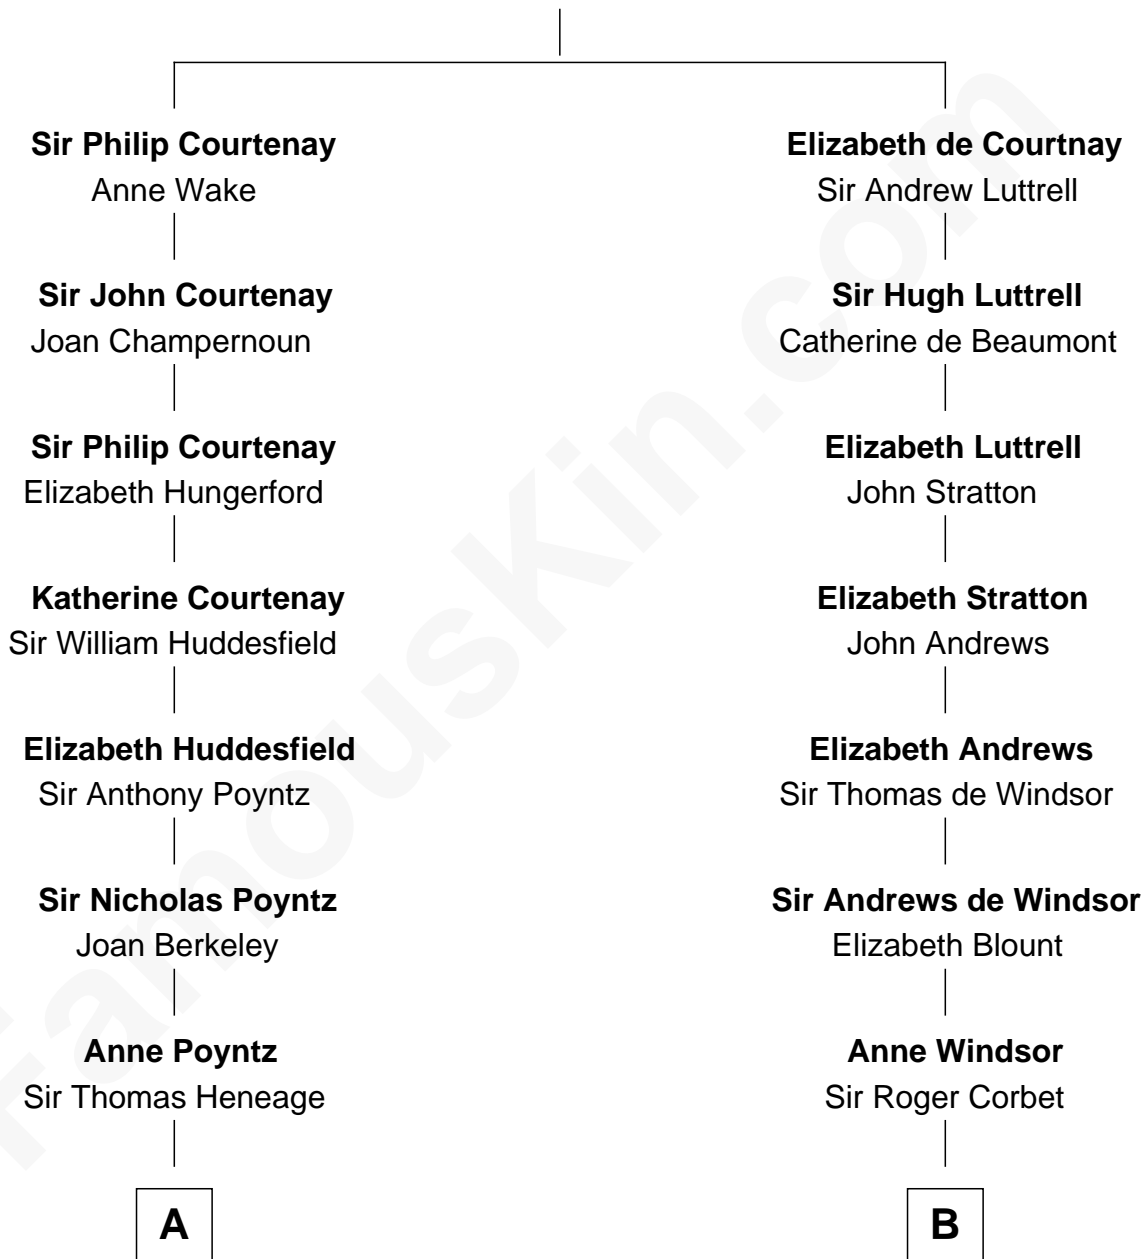 Sir Philip Courtenay
Anne Wake
Elizabeth de Courtnay
Sir Andrew Luttrell
Sir John Courtenay
Joan Champernoun
Sir Hugh Luttrell
Catherine de Beaumont
Sir Philip Courtenay
Elizabeth Hungerford
Elizabeth Luttrell
John Stratton
Katherine Courtenay
Sir William Huddesfield
Elizabeth Stratton
John Andrews
Elizabeth Huddesfield
Sir Anthony Poyntz
Elizabeth Andrews
Sir Thomas de Windsor
Sir Nicholas Poyntz
Joan Berkeley
Sir Andrews de Windsor
Elizabeth Blount
Anne Poyntz
Sir Thomas Heneage
Anne Windsor
Sir Roger Corbet
A
B
FamousKin.com